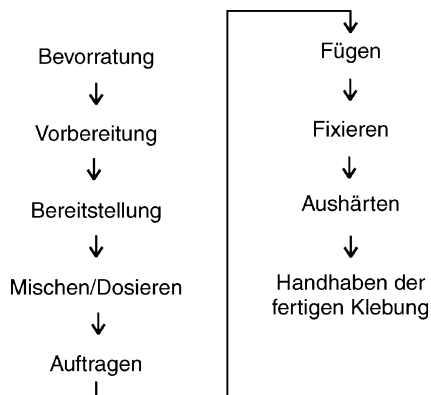 Bevorratung
Vorbereitung
Bereitstellung
Mischen/Dosieren
Auftragen
Fügen
Fixieren
Aushärten
Handhaben der
fertigen Klebung